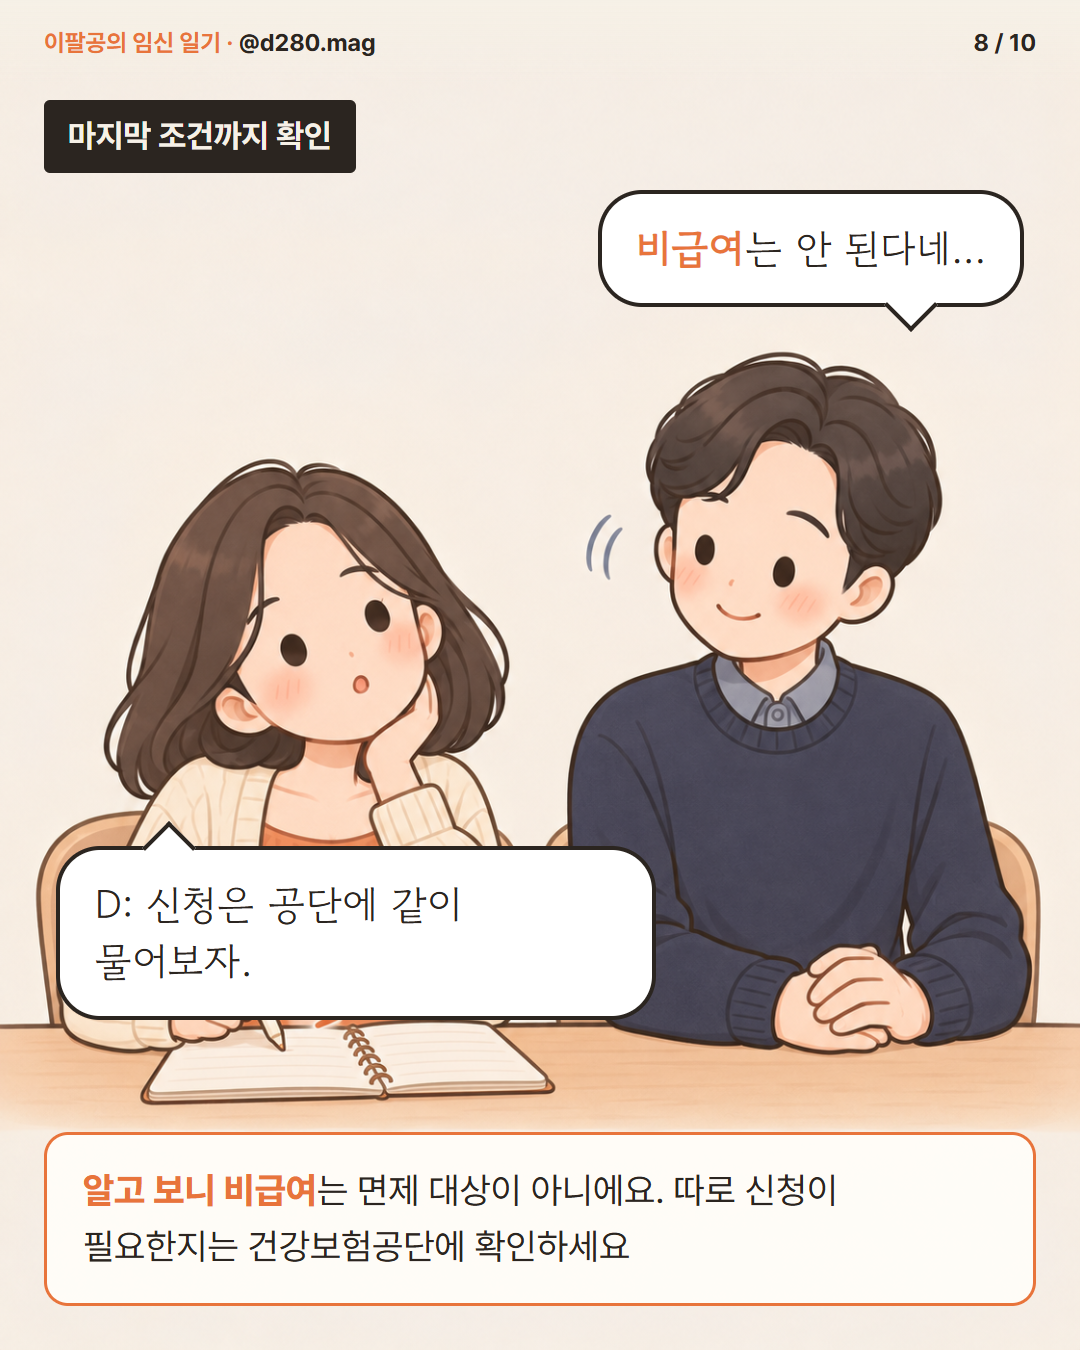 이팔공의 임신 일기 · @d280.mag
8 / 10
마지막 조건까지 확인
비급여는 안 된다네...
D: 신청은 공단에 같이
물어보자.
알고 보니 비급여는 면제 대상이 아니에요. 따로 신청이
필요한지는 건강보험공단에 확인하세요